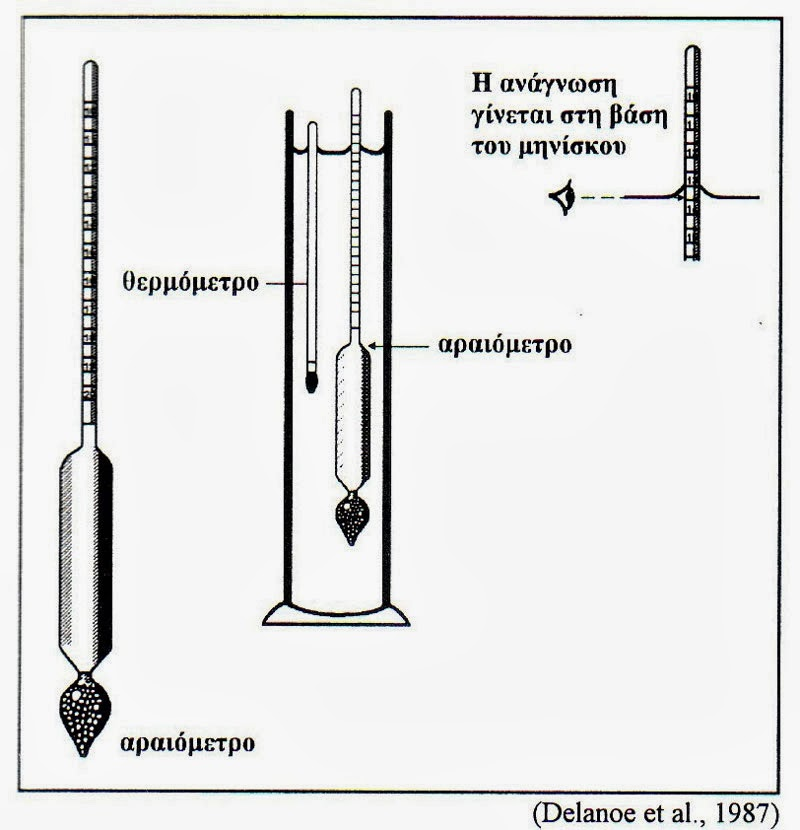 Η ανάγνωση
γίνεται στη βάση
του μηνίσκου
θερμόμετρο
αραιόμετρο
αραιόμετρο
(Delanoe et al., 1987)